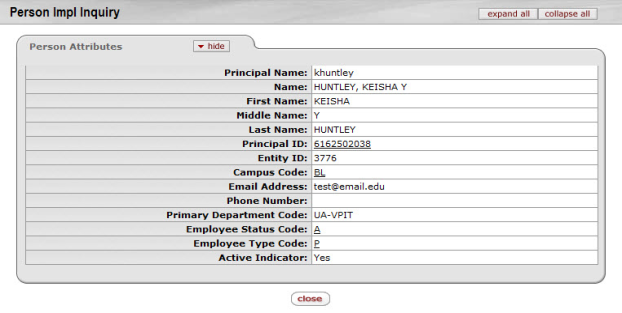 Person Impl Inquiry
expand all collapse all
Person Attributes hide
Principal Name: khuntley
Name: HUNTLEY, KEISHA Y
First Name: KEISHA
Middle Name: Y
Last Name: HUNTLEY
Principal ID: 6162502038
Entity ID: 3776
Campus Code: BL
Email Address: test@email.edu
Phone Number:
Primary Department Code: UA-VPIT
Employee Status Code: A
Employee Type Code: P
Active Indicator: Yes
close